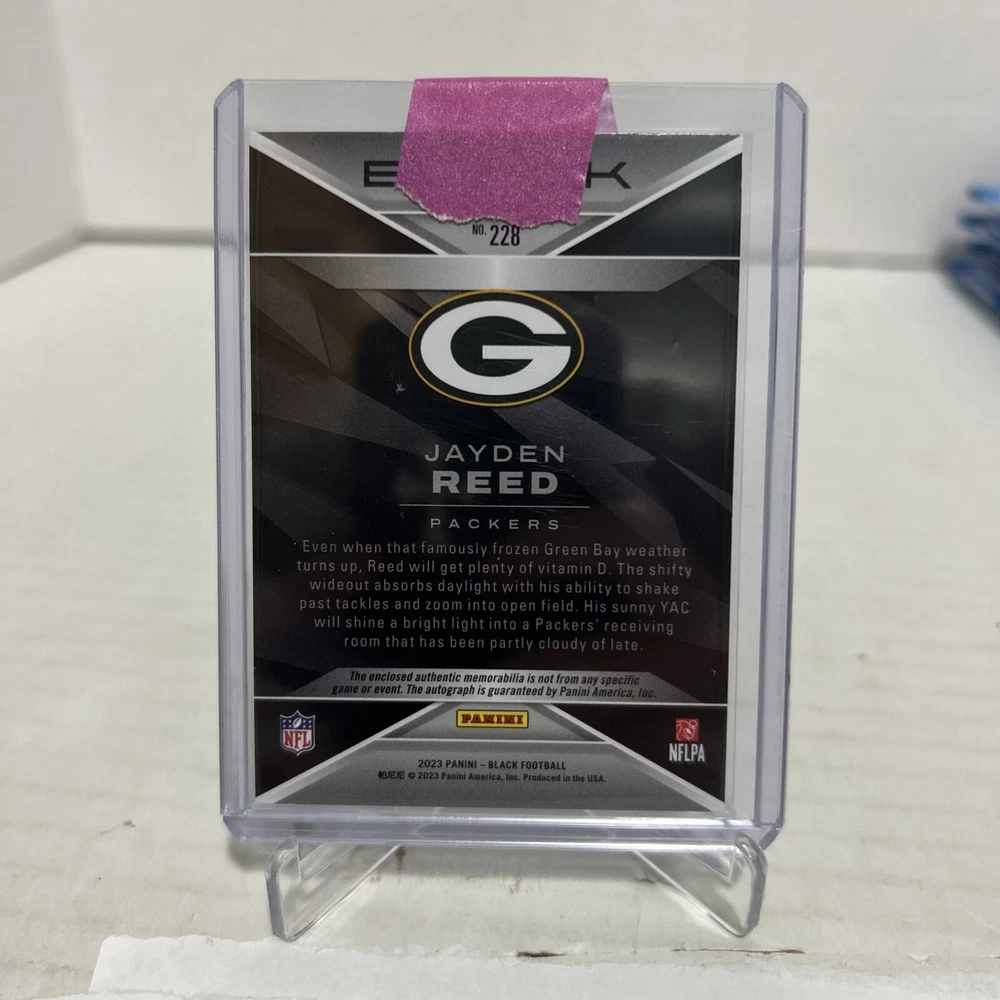 K
NO. 228
G
JAYDEN
REED
PACKERS
Even when that famously frozen Green Bay weather
turns up, Reed will get plenty of vitamin D. The shifty
wideout absorbs daylight with his ability to shake
past tackles and zoom into open field. His sunny YAC
will shine a bright light into a Packers' receiving
room that has been partly cloudy of late.
The enclosed authentic memorabilia is not from any specific
game or event. The autograph is guaranteed by Panini America, Inc.
NFL
PANINI
NFLPA
2023 PANINI – BLACK FOOTBALL
帕尼尼 © 2023 Panini America, Inc. Produced in the USA.